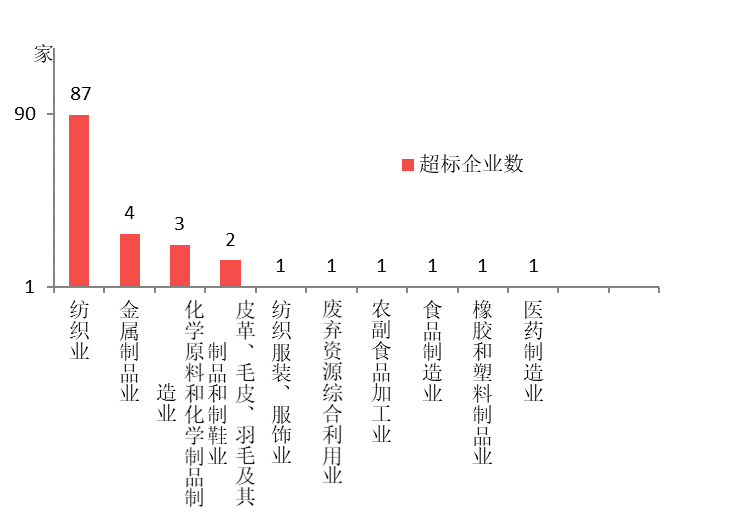 家
87
90
超标企业数
4
3
2
1
1
1
1
1
1
1
纺织业
金属制品业
化学原料和化学制品制
造业
皮革、毛皮、羽毛及其
制品和制鞋业
纺织服装、服饰业
废弃资源综合利用业
农副食品加工业
食品制造业
橡胶和塑料制品业
医药制造业